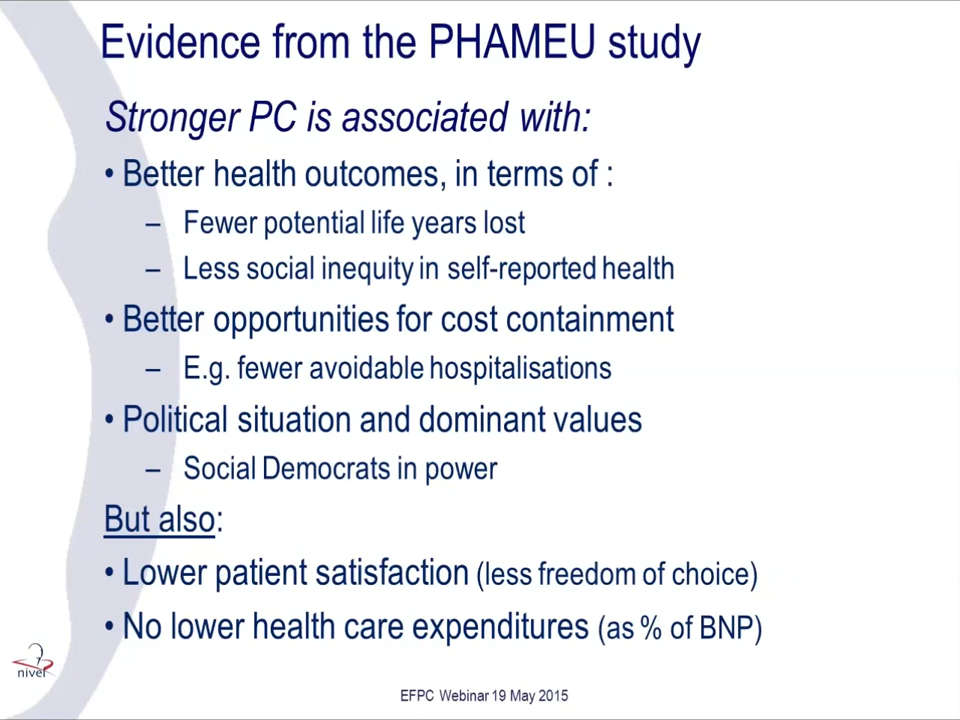 Evidence from the PHAMEU study
Stronger PC is associated with:
• Better health outcomes, in terms of :
– Fewer potential life years lost
– Less social inequity in self-reported health
• Better opportunities for cost containment
– E.g. fewer avoidable hospitalisations
• Political situation and dominant values
– Social Democrats in power
But also:
• Lower patient satisfaction (less freedom of choice)
• No lower health care expenditures (as % of BNP)
nivel
EFPC Webinar 19 May 2015